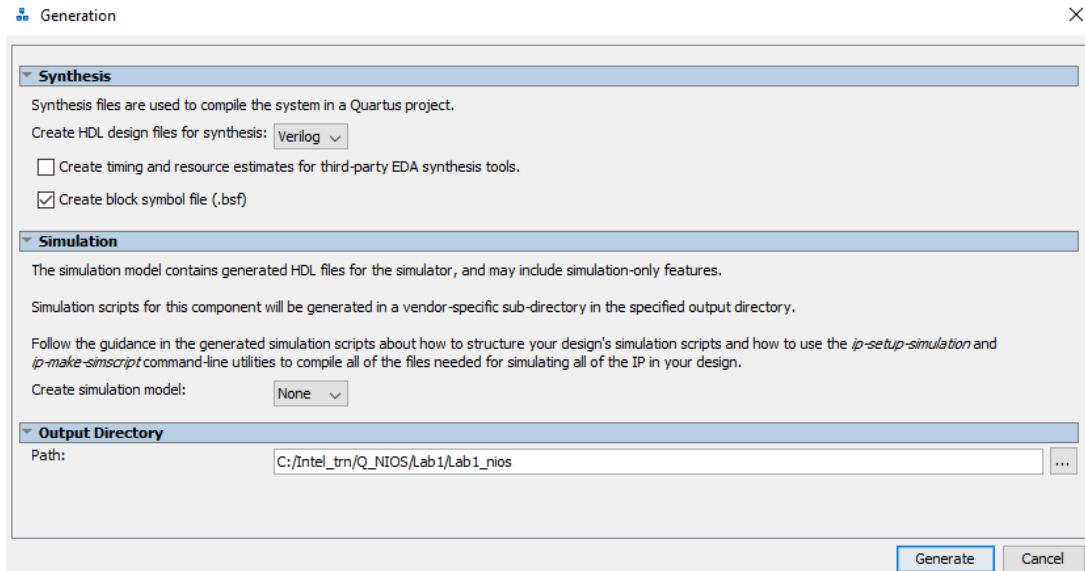 Generation
Synthesis
Synthesis files are used to compile the system in a Quartus project.
Create HDL design files for synthesis: Verilog
Create timing and resource estimates for third-party EDA synthesis tools.
Create block symbol file (.bsf)
Simulation
The simulation model contains generated HDL files for the simulator, and may include simulation-only features.
Simulation scripts for this component will be generated in a vendor-specific sub-directory in the specified output directory.
Follow the guidance in the generated simulation scripts about how to structure your design's simulation scripts and how to use the ip-setup-simulation and
ip-make-simscript command-line utilities to compile all of the files needed for simulating all of the IP in your design.
Create simulation model: None
Output Directory
Path: C:/Intel_trn/Q_NIOS/Lab1/Lab1_nios ...
Generate Cancel